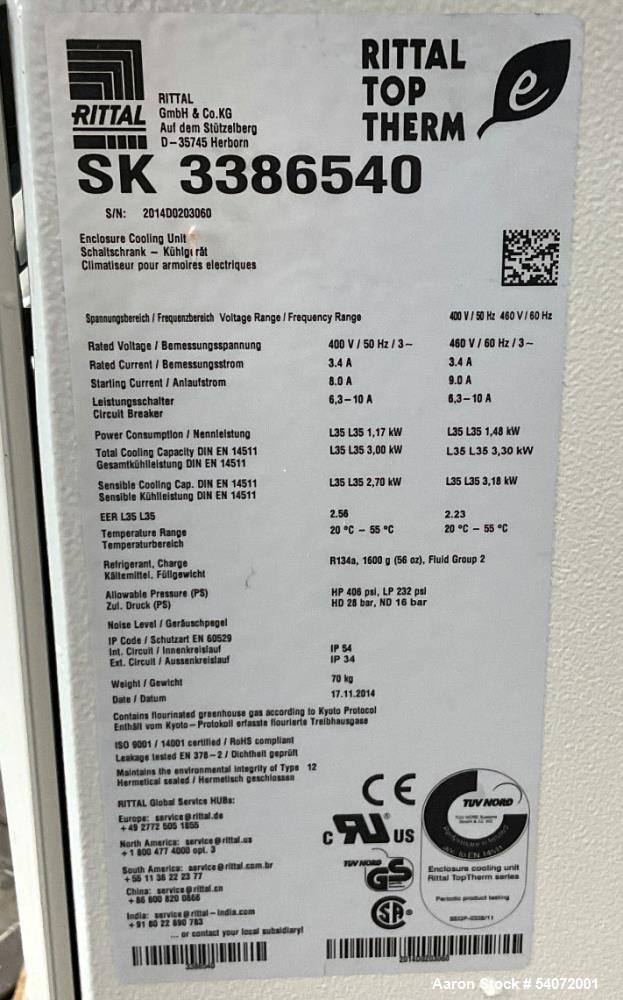 RITTAL
RITTAL
GmbH & Co.KG
Auf dem Stützelberg
D-35745 Herborn
RITTAL
TOP
THERM
e
SK 3386540
S/N: 2014D0203060
Enclosure Cooling Unit
Schaltschrank - Kühlgerät
Climatiseur pour armoires electriques
Spannungsbereich / Frequenzbereich Voltage Range / Frequency Range 400 V / 50 Hz 460 V / 60 Hz
Rated Voltage / Bemessungsspannung 400 V / 50 Hz / 3~ 460 V / 60 Hz / 3~
Rated Current / Bemessungsstrom 3.4 A 3.4 A
Starting Current / Anlaufstrom 8.0 A 9.0 A
Leistungsschalter 6,3-10 A 6,3-10 A
Circuit Breaker
Power Consumption / Nennleistung L35 L35 1,17 kW L35 L35 1,48 kW
Total Cooling Capacity DIN EN 14511 L35 L35 3,00 kW L35 L35 3,30 kW
Gesamtkühlleistung DIN EN 14511
Sensible Cooling Cap. DIN EN 14511 L35 L35 2,70 kW L35 L35 3,18 kW
Sensible Kühlleistung DIN EN 14511
EER L35 L35 2.56 2.23
Temperature Range 20 °C - 55 °C 20 °C - 55 °C
Temperaturbereich
Refrigerant, Charge R134a, 1600 g (56 oz), Fluid Group 2
Kältemittel, Füllgewicht
Allowable Pressure (PS) HP 406 psi, LP 232 psi
Zul. Druck (PS) HD 28 bar, ND 16 bar
Noise Level / Geräuschpegel
IP Code / Schutzart EN 60529
Int. Circuit / Innenkreislauf IP 54
Ext. Circuit / Aussenkreislauf IP 34
Weight / Gewicht 70 kg
Date / Datum 17.11.2014
Contains flourinated greenhouse gas according to Kyoto Protocol
Enthält vom Kyoto-Protokoll erfasste flourierte Treibhausgase
ISO 9001 / 14001 certified / RoHS compliant
Leakage tested EN 378-2 / Dichtheit geprüft
Maintains the environmental integrity of Type 12
Hermetical sealed / Hermetisch geschlossen
RITTAL Global Service HUBs:
Europe: service@rittal.de
+49 2772 505 1855
North America: service@rittal.us
+1 800 477 4000 opt. 3
South America: service@rittal.com.br
+55 11 36 22 23 77
China: service@rittal.cn
+86 800 820 0866
India: service@rittal-india.com
+91 80 22 890 783
... or contact your local subsidiary!
CE
C RU US
TUV NORD
GS
SA
TUV NORD
acc. to EN 14511
Enclosure cooling unit
Rittal TopTherm series
Periodic product testing
3386540
2014D0203060
Aaron Stock # 54072001